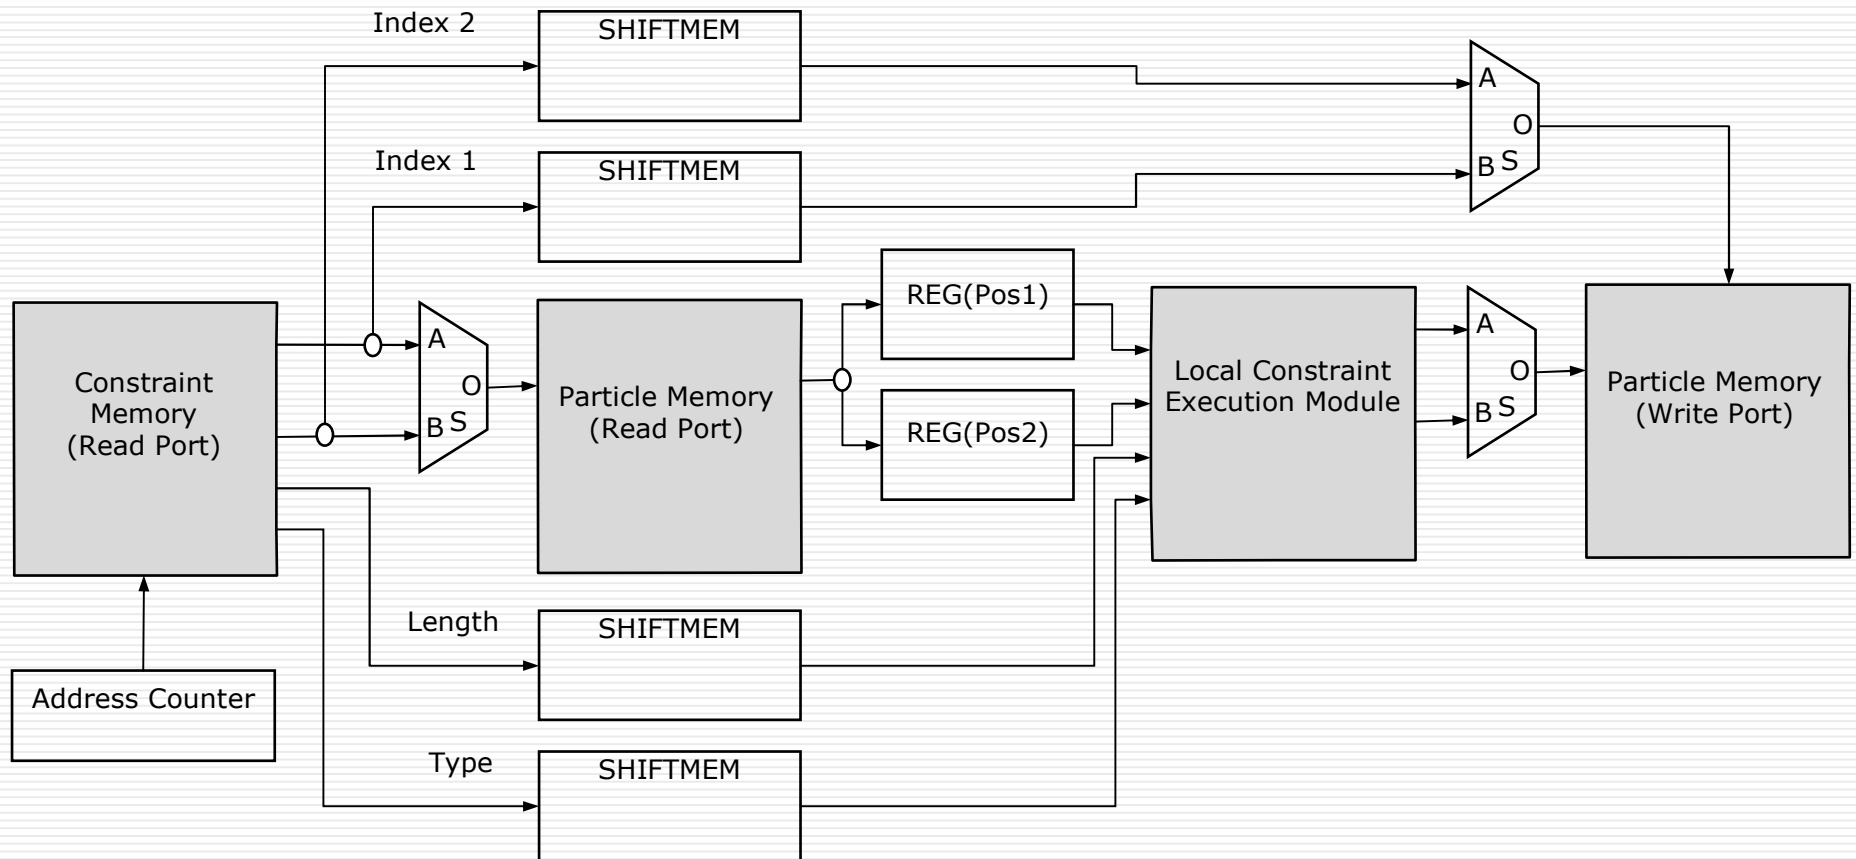 Index 2
SHIFTMEM
A
O
B S
Index 1
SHIFTMEM
REG(Pos1)
Constraint
Memory
(Read Port)
A
O
B S
Particle Memory
(Read Port)
REG(Pos2)
Local Constraint
Execution Module
A
O
B S
Particle Memory
(Write Port)
Length
SHIFTMEM
Address Counter
Type
SHIFTMEM